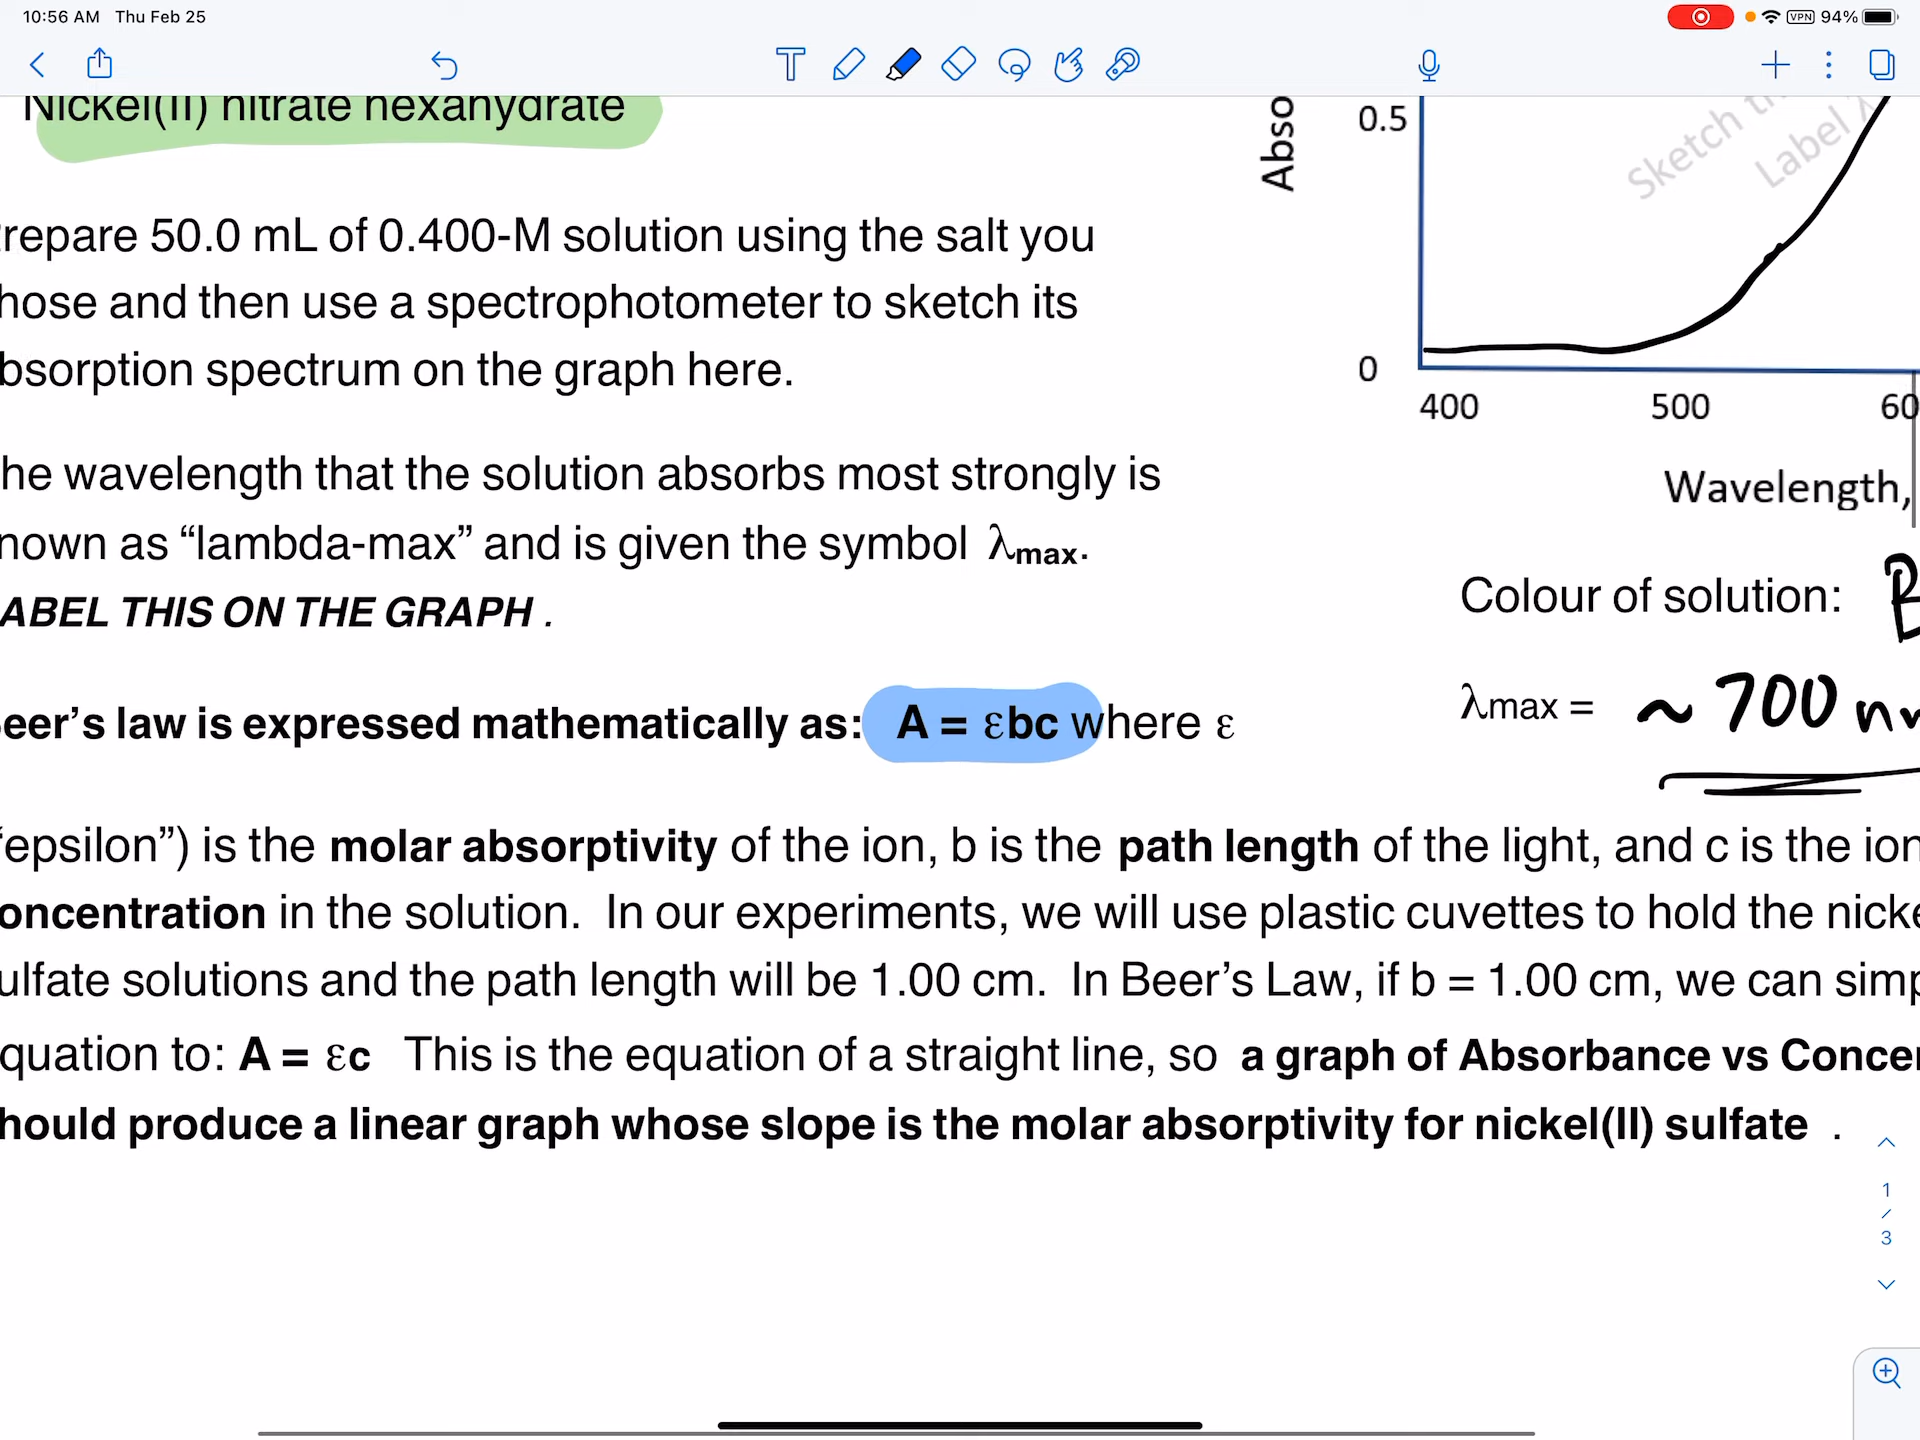 10:56 AM Thu Feb 25
VPN 94%
Nickel(II) nitrate hexahydrate
repare 50.0 mL of 0.400-M solution using the salt you
hose and then use a spectrophotometer to sketch its
bsorption spectrum on the graph here.
he wavelength that the solution absorbs most strongly is
nown as “lambda-max” and is given the symbol λmax.
ABEL THIS ON THE GRAPH .
Beer’s law is expressed mathematically as: A = εbc where ε
“epsilon”) is the molar absorptivity of the ion, b is the path length of the light, and c is the ion
oncentration in the solution. In our experiments, we will use plastic cuvettes to hold the nicke
ulfate solutions and the path length will be 1.00 cm. In Beer’s Law, if b = 1.00 cm, we can simp
quation to: A = εc This is the equation of a straight line, so a graph of Absorbance vs Concen
hould produce a linear graph whose slope is the molar absorptivity for nickel(II) sulfate .
Abso
0.5
0
400 500 60
Wavelength,
Sketch th
Label λ
Colour of solution: B
λmax = ~ 700 nm
1
/
3